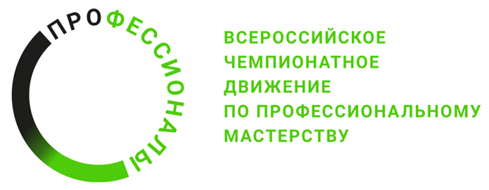 ПРОФЕССИОНАЛЫ
ВСЕРОССИЙСКОЕ
ЧЕМПИОНАТНОЕ
ДВИЖЕНИЕ
ПО ПРОФЕССИОНАЛЬНОМУ
МАСТЕРСТВУ